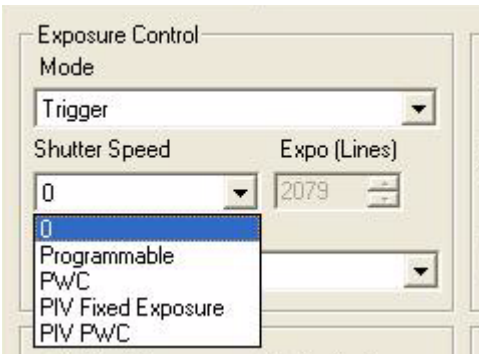 Exposure Control
Mode
Trigger
Shutter Speed Expo (Lines)
0 2079
0
Programmable
PWC
PIV Fixed Exposure
PIV PWC